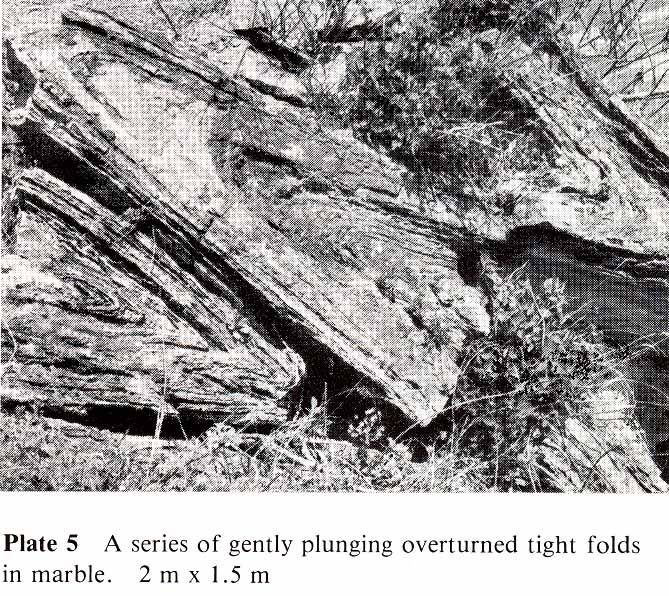 Plate 5 A series of gently plunging overturned tight folds
in marble. 2 m x 1.5 m